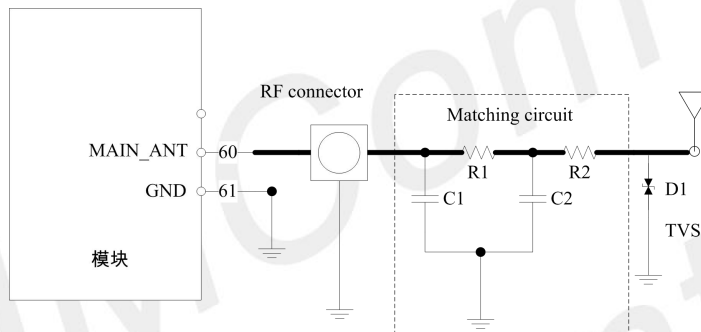 RF connector
Matching circuit
MAIN_ANT 60
R1
R2
GND 61
C1
C2
D1
TVS
模块